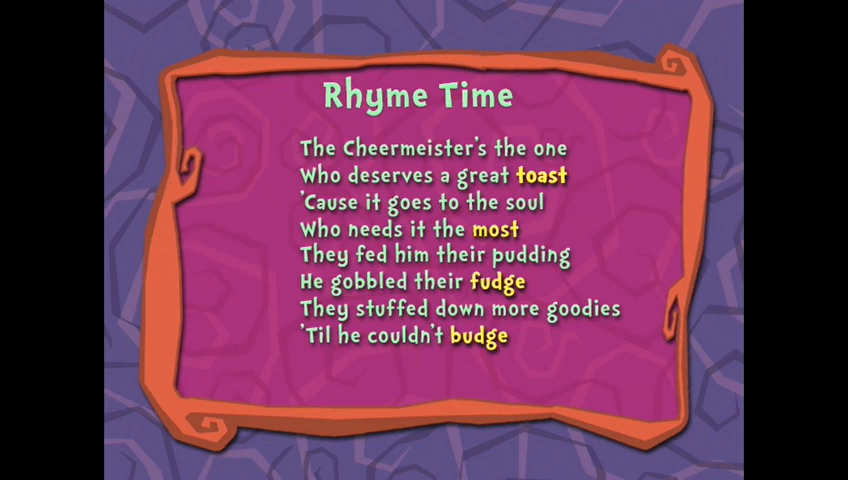 Rhyme Time
The Cheermeister's the one
Who deserves a great toast
'Cause it goes to the soul
Who needs it the most
They fed him their pudding
He gobbled their fudge
They stuffed down more goodies
'Til he couldn't budge